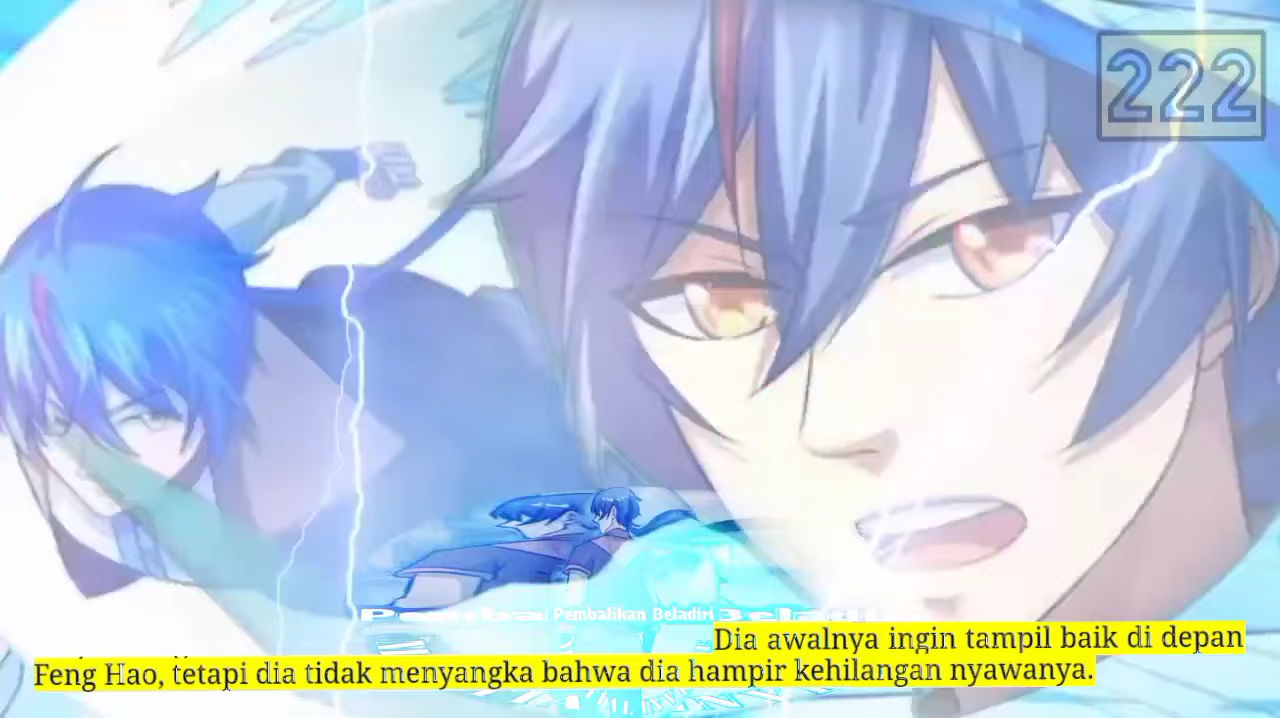 222
Pembalikan Beladiri
Dia awalnya ingin tampil baik di depan
Feng Hao, tetapi dia tidak menyangka bahwa dia hampir kehilangan nyawanya.